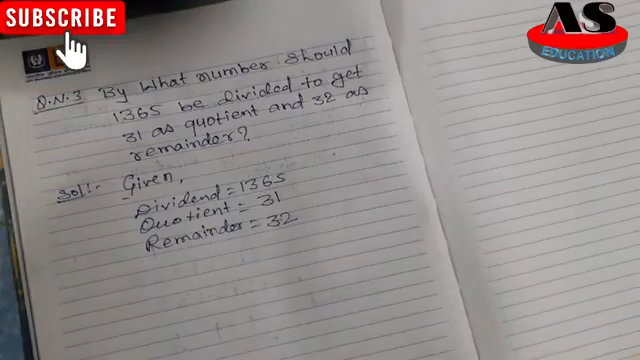 SUBSCRIBE
AS
EDUCATION
Q.N.3 By What number should
1365 be divided to get
31 as quotient and 32 as
remainder?
Sol!. Given,
Dividend = 1365
Quotient = 31
Remainder = 32